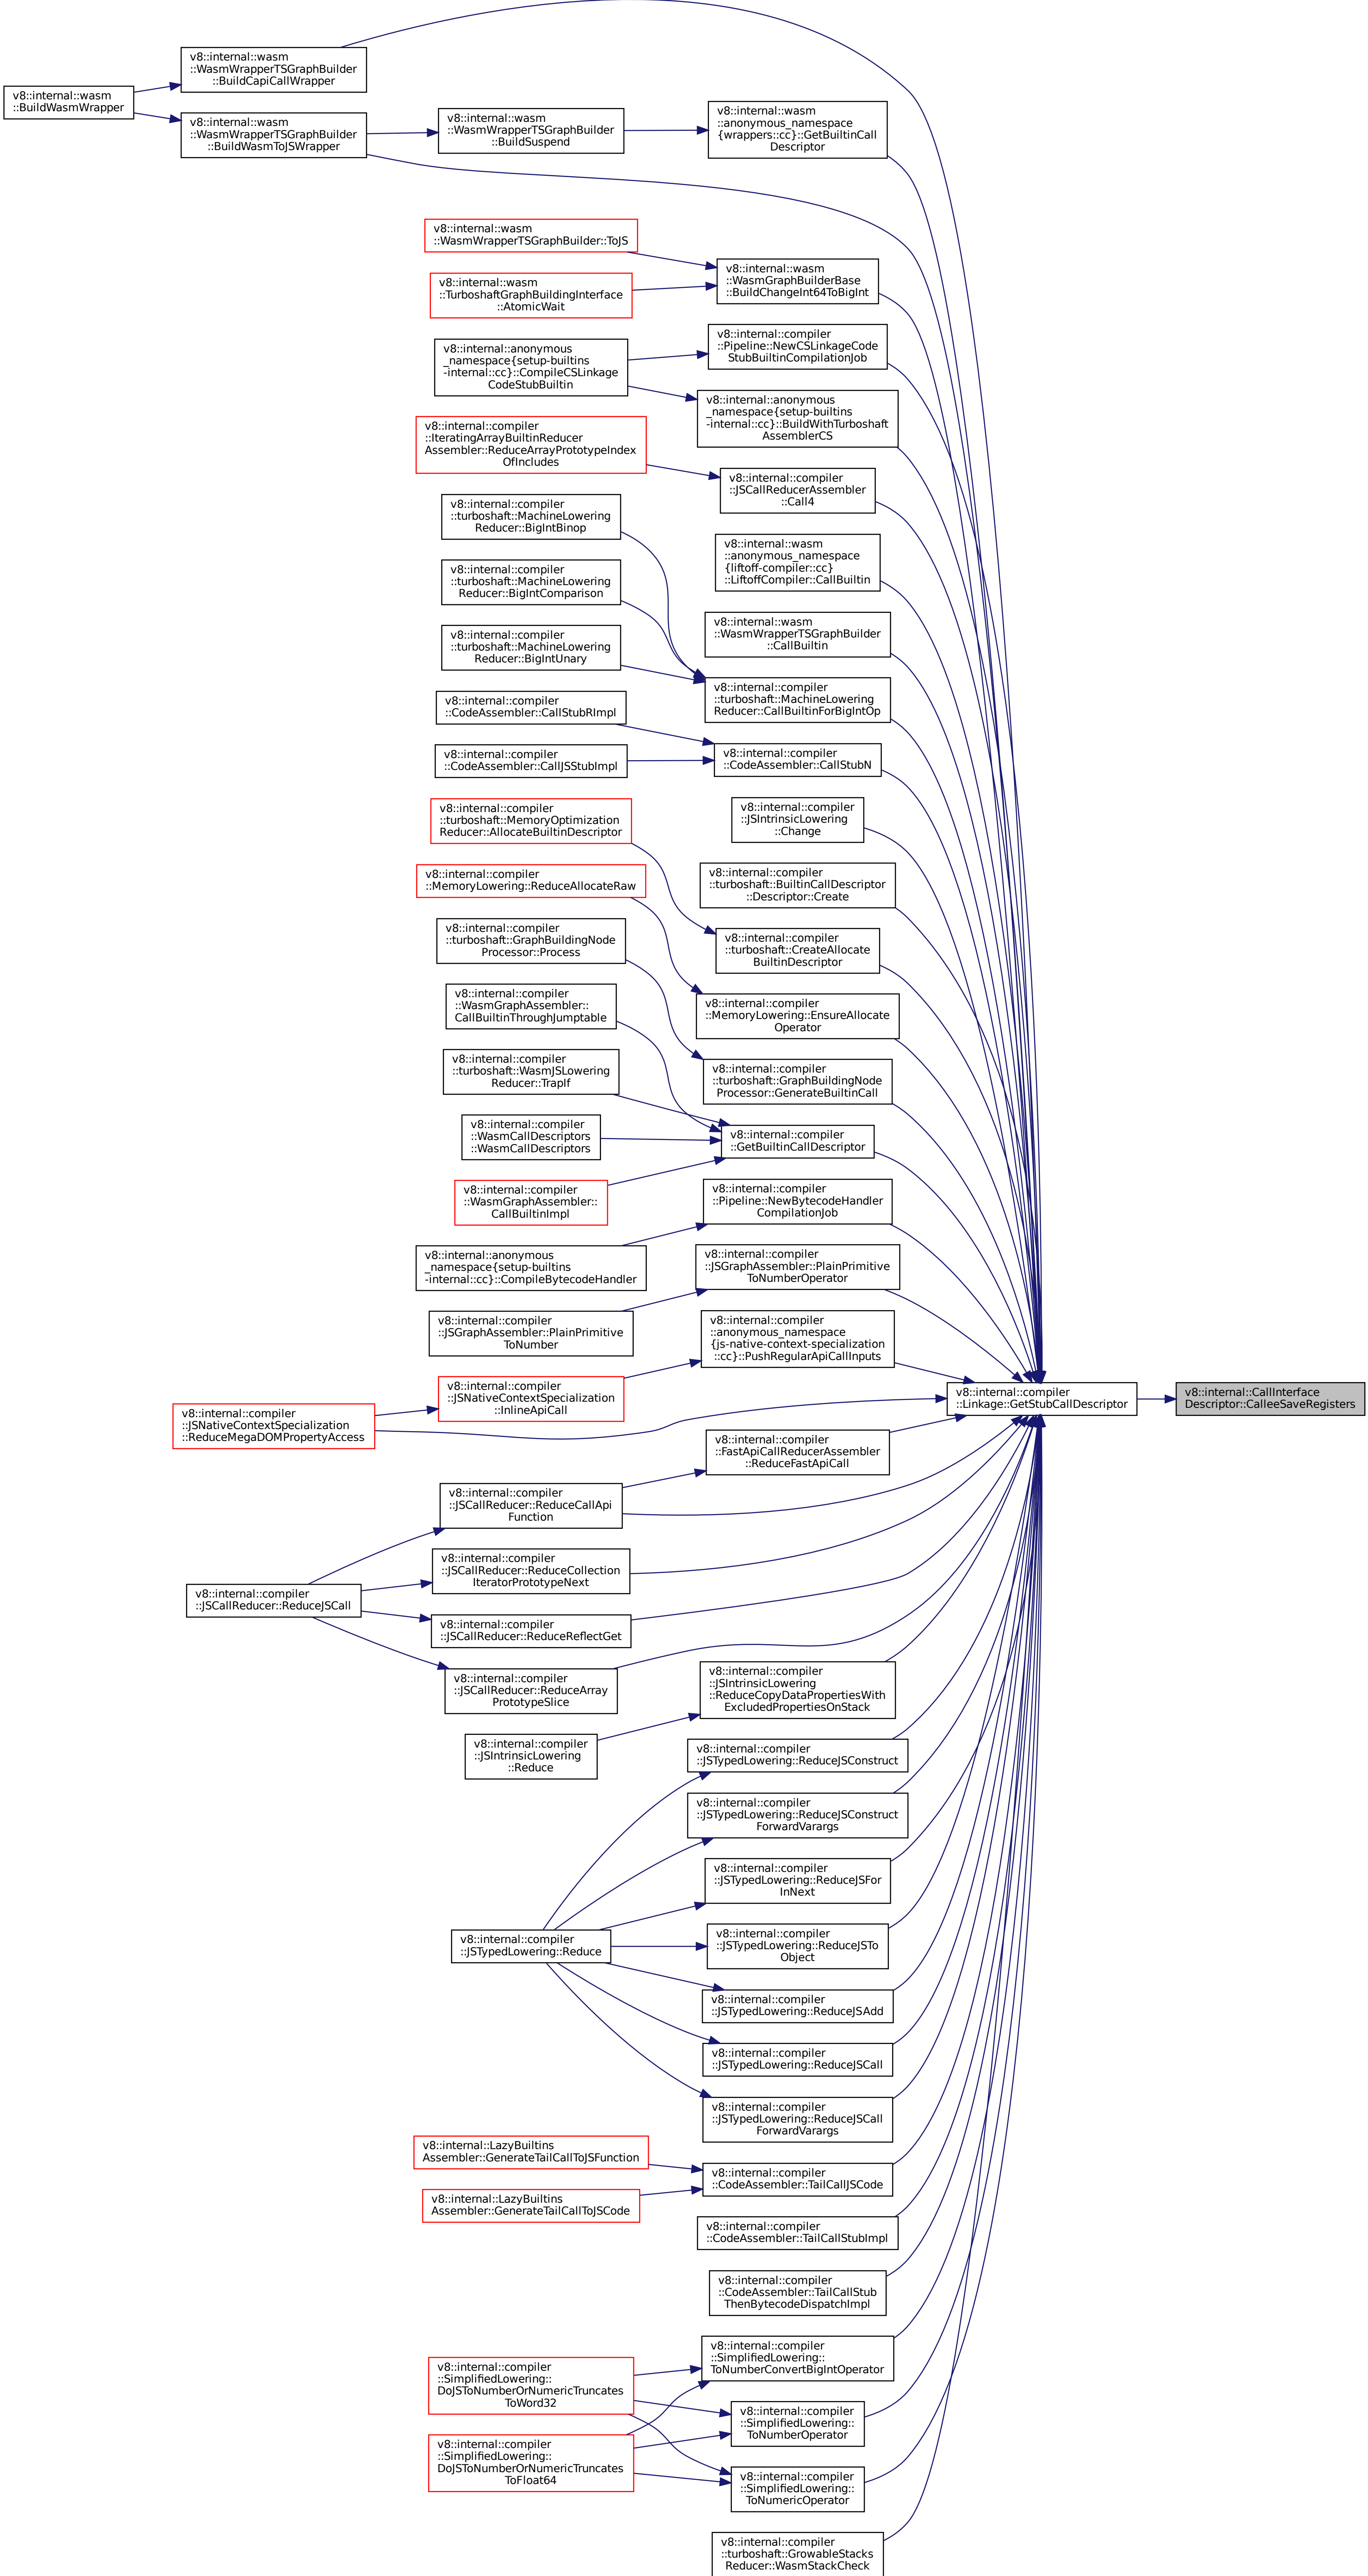 v8::internal::wasm
::WasmWrapperTSGraphBuilder
::BuildCapiCallWrapper
v8::internal::wasm
::BuildWasmWrapper
v8::internal::wasm
::WasmWrapperTSGraphBuilder
::BuildWasmToJSWrapper
v8::internal::wasm
::WasmWrapperTSGraphBuilder
::BuildSuspend
v8::internal::wasm
::anonymous_namespace
{wrappers::cc}::GetBuiltinCall
Descriptor
v8::internal::wasm
::WasmWrapperTSGraphBuilder::ToJS
v8::internal::wasm
::TurboshaftGraphBuildingInterface
::AtomicWait
v8::internal::wasm
::WasmGraphBuilderBase
::BuildChangeInt64ToBigInt
v8::internal::anonymous
_namespace{setup-builtins
-internal::cc}::CompileCSLinkage
CodeStubBuiltin
v8::internal::compiler
::Pipeline::NewCSLinkageCode
StubBuiltinCompilationJob
v8::internal::anonymous
_namespace{setup-builtins
-internal::cc}::BuildWithTurboshaft
AssemblerCS
v8::internal::compiler
::IteratingArrayBuiltinReducer
Assembler::ReduceArrayPrototypeIndex
OfIncludes
v8::internal::compiler
::JSCallReducerAssembler
::Call4
v8::internal::compiler
::turboshaft::MachineLowering
Reducer::BigIntBinop
v8::internal::wasm
::anonymous_namespace
{liftoff-compiler::cc}
::LiftoffCompiler::CallBuiltin
v8::internal::compiler
::turboshaft::MachineLowering
Reducer::BigIntComparison
v8::internal::wasm
::WasmWrapperTSGraphBuilder
::CallBuiltin
v8::internal::compiler
::turboshaft::MachineLowering
Reducer::BigIntUnary
v8::internal::compiler
::turboshaft::MachineLowering
Reducer::CallBuiltinForBigIntOp
v8::internal::compiler
::CodeAssembler::CallStubRImpl
v8::internal::compiler
::CodeAssembler::CallJSStubImpl
v8::internal::compiler
::CodeAssembler::CallStubN
v8::internal::compiler
::JSIntrinsicLowering
::Change
v8::internal::compiler
::turboshaft::MemoryOptimization
Reducer::AllocateBuiltinDescriptor
v8::internal::compiler
::turboshaft::BuiltinCallDescriptor
::Descriptor::Create
v8::internal::compiler
::MemoryLowering::ReduceAllocateRaw
v8::internal::compiler
::turboshaft::CreateAllocate
BuiltinDescriptor
v8::internal::compiler
::turboshaft::GraphBuildingNode
Processor::Process
v8::internal::compiler
::MemoryLowering::EnsureAllocate
Operator
v8::internal::compiler
::WasmGraphAssembler::
CallBuiltinThroughJumptable
v8::internal::compiler
::turboshaft::GraphBuildingNode
Processor::GenerateBuiltinCall
v8::internal::compiler
::turboshaft::WasmJSLowering
Reducer::TrapIf
v8::internal::compiler
::WasmCallDescriptors
::WasmCallDescriptors
v8::internal::compiler
::GetBuiltinCallDescriptor
v8::internal::compiler
::WasmGraphAssembler::
CallBuiltinImpl
v8::internal::compiler
::Pipeline::NewBytecodeHandler
CompilationJob
v8::internal::anonymous
_namespace{setup-builtins
-internal::cc}::CompileBytecodeHandler
v8::internal::compiler
::JSGraphAssembler::PlainPrimitive
ToNumberOperator
v8::internal::compiler
::JSGraphAssembler::PlainPrimitive
ToNumber
v8::internal::compiler
::anonymous_namespace
{js-native-context-specialization
::cc}::PushRegularApiCallInputs
v8::internal::compiler
::JSNativeContextSpecialization
::InlineApiCall
v8::internal::compiler
::JSNativeContextSpecialization
::ReduceMegaDOMPropertyAccess
v8::internal::compiler
::Linkage::GetStubCallDescriptor
v8::internal::CallInterface
Descriptor::CalleeSaveRegisters
v8::internal::compiler
::FastApiCallReducerAssembler
::ReduceFastApiCall
v8::internal::compiler
::JSCallReducer::ReduceCallApi
Function
v8::internal::compiler
::JSCallReducer::ReduceCollection
IteratorPrototypeNext
v8::internal::compiler
::JSCallReducer::ReduceJSCall
v8::internal::compiler
::JSCallReducer::ReduceReflectGet
v8::internal::compiler
::JSCallReducer::ReduceArray
PrototypeSlice
v8::internal::compiler
::JSIntrinsicLowering
::ReduceCopyDataPropertiesWith
ExcludedPropertiesOnStack
v8::internal::compiler
::JSIntrinsicLowering
::Reduce
v8::internal::compiler
::JSTypedLowering::ReduceJSConstruct
v8::internal::compiler
::JSTypedLowering::ReduceJSConstruct
ForwardVarargs
v8::internal::compiler
::JSTypedLowering::ReduceJSFor
InNext
v8::internal::compiler
::JSTypedLowering::Reduce
v8::internal::compiler
::JSTypedLowering::ReduceJSTo
Object
v8::internal::compiler
::JSTypedLowering::ReduceJSAdd
v8::internal::compiler
::JSTypedLowering::ReduceJSCall
v8::internal::compiler
::JSTypedLowering::ReduceJSCall
ForwardVarargs
v8::internal::LazyBuiltins
Assembler::GenerateTailCallToJSFunction
v8::internal::compiler
::CodeAssembler::TailCallJSCode
v8::internal::LazyBuiltins
Assembler::GenerateTailCallToJSCode
v8::internal::compiler
::CodeAssembler::TailCallStubImpl
v8::internal::compiler
::CodeAssembler::TailCallStub
ThenBytecodeDispatchImpl
v8::internal::compiler
::SimplifiedLowering::
ToNumberConvertBigIntOperator
v8::internal::compiler
::SimplifiedLowering::
DoJSToNumberOrNumericTruncates
ToWord32
v8::internal::compiler
::SimplifiedLowering::
ToNumberOperator
v8::internal::compiler
::SimplifiedLowering::
DoJSToNumberOrNumericTruncates
ToFloat64
v8::internal::compiler
::SimplifiedLowering::
ToNumericOperator
v8::internal::compiler
::turboshaft::GrowableStacks
Reducer::WasmStackCheck